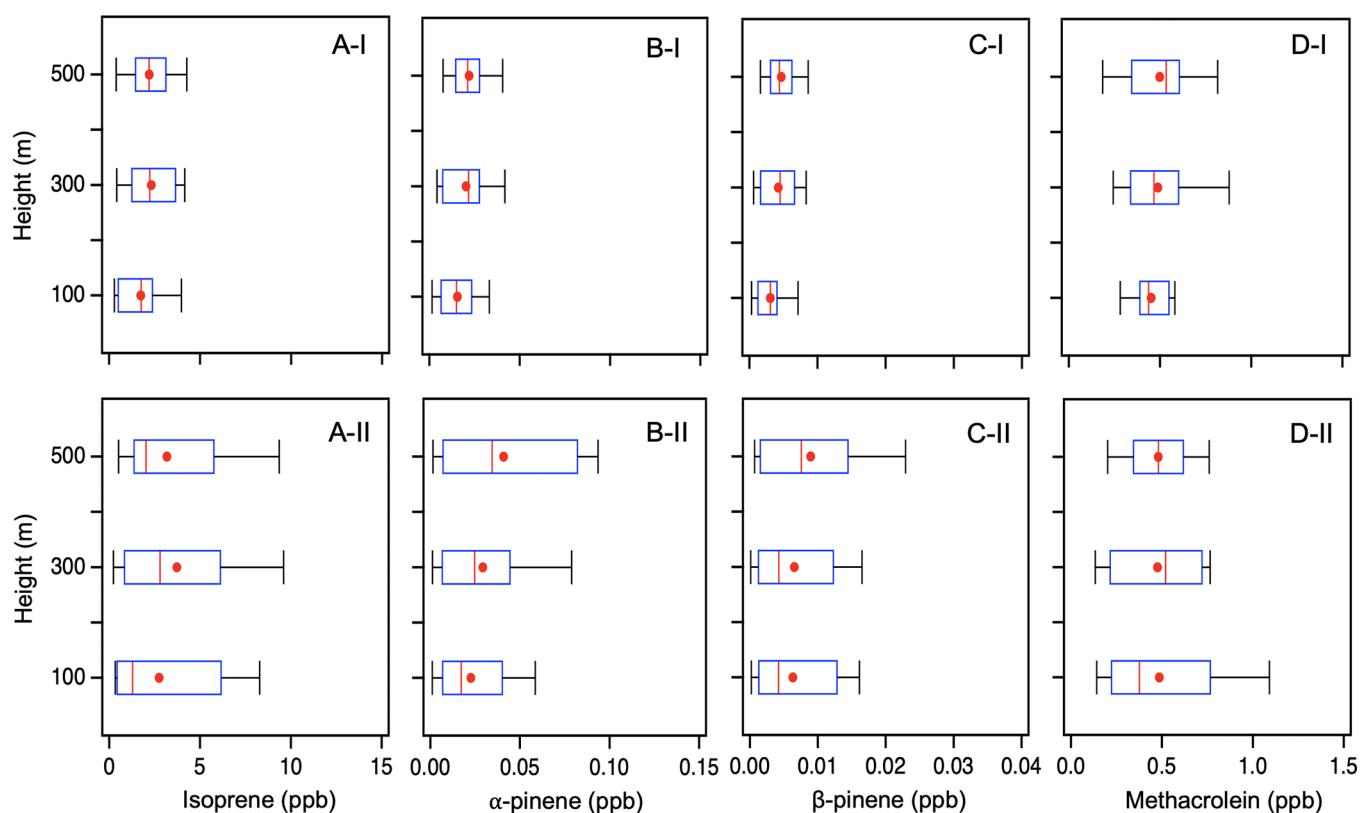 A-I
B-I
C-I
D-I
500
300
100
Height (m)
A-II
B-II
C-II
D-II
500
300
100
Height (m)
0 5 10 15
0.00 0.05 0.10 0.15
0.00 0.01 0.02 0.03 0.04
0.0 0.5 1.0 1.5
Isoprene (ppb)
α-pinene (ppb)
β-pinene (ppb)
Methacrolein (ppb)